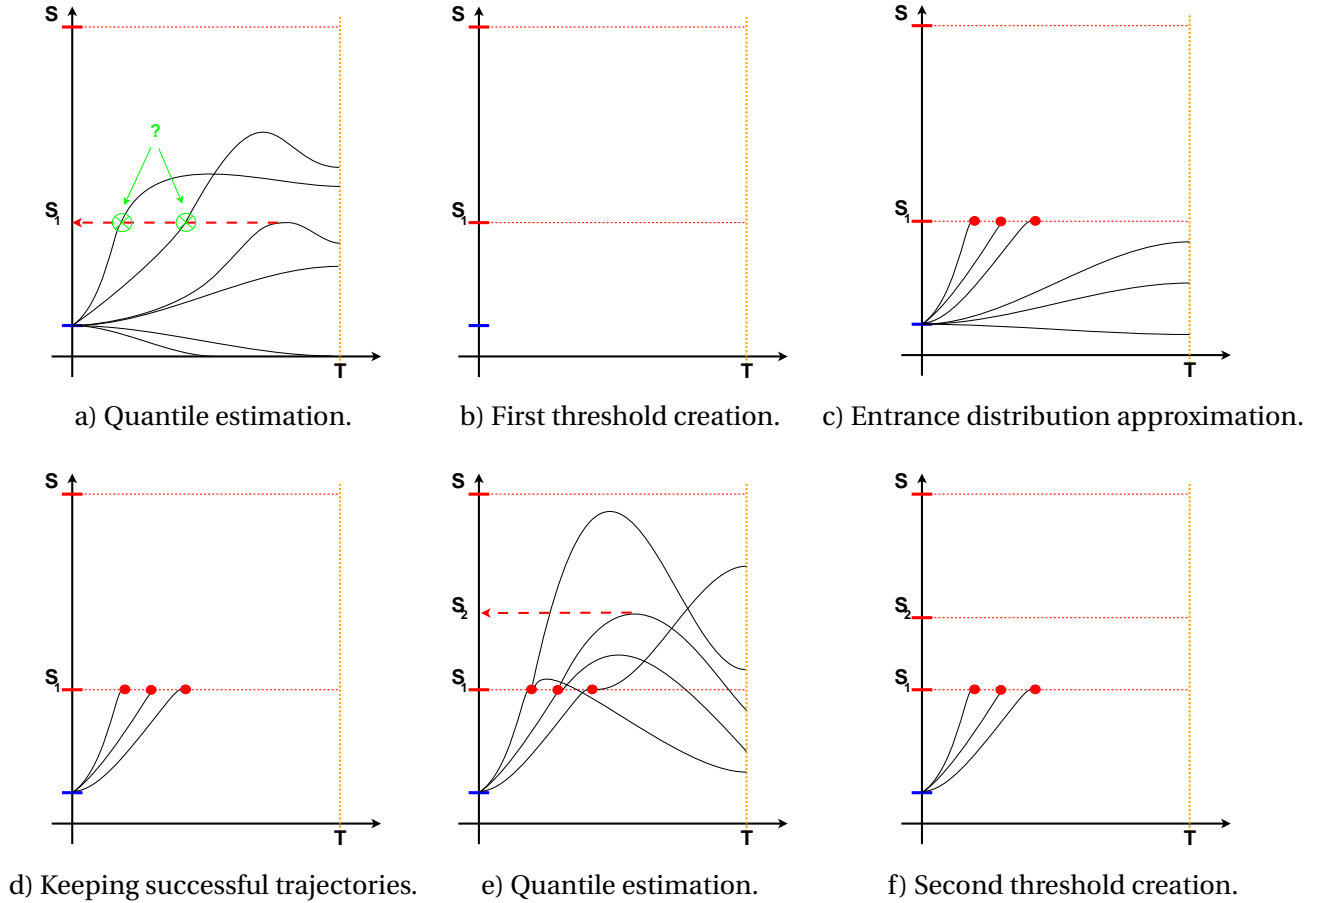 S
?
S1
T
a) Quantile estimation.
S
S1
T
b) First threshold creation.
S
S1
T
c) Entrance distribution approximation.
S
S1
T
d) Keeping successful trajectories.
S
S2
S1
T
e) Quantile estimation.
S
S2
S1
T
f) Second threshold creation.